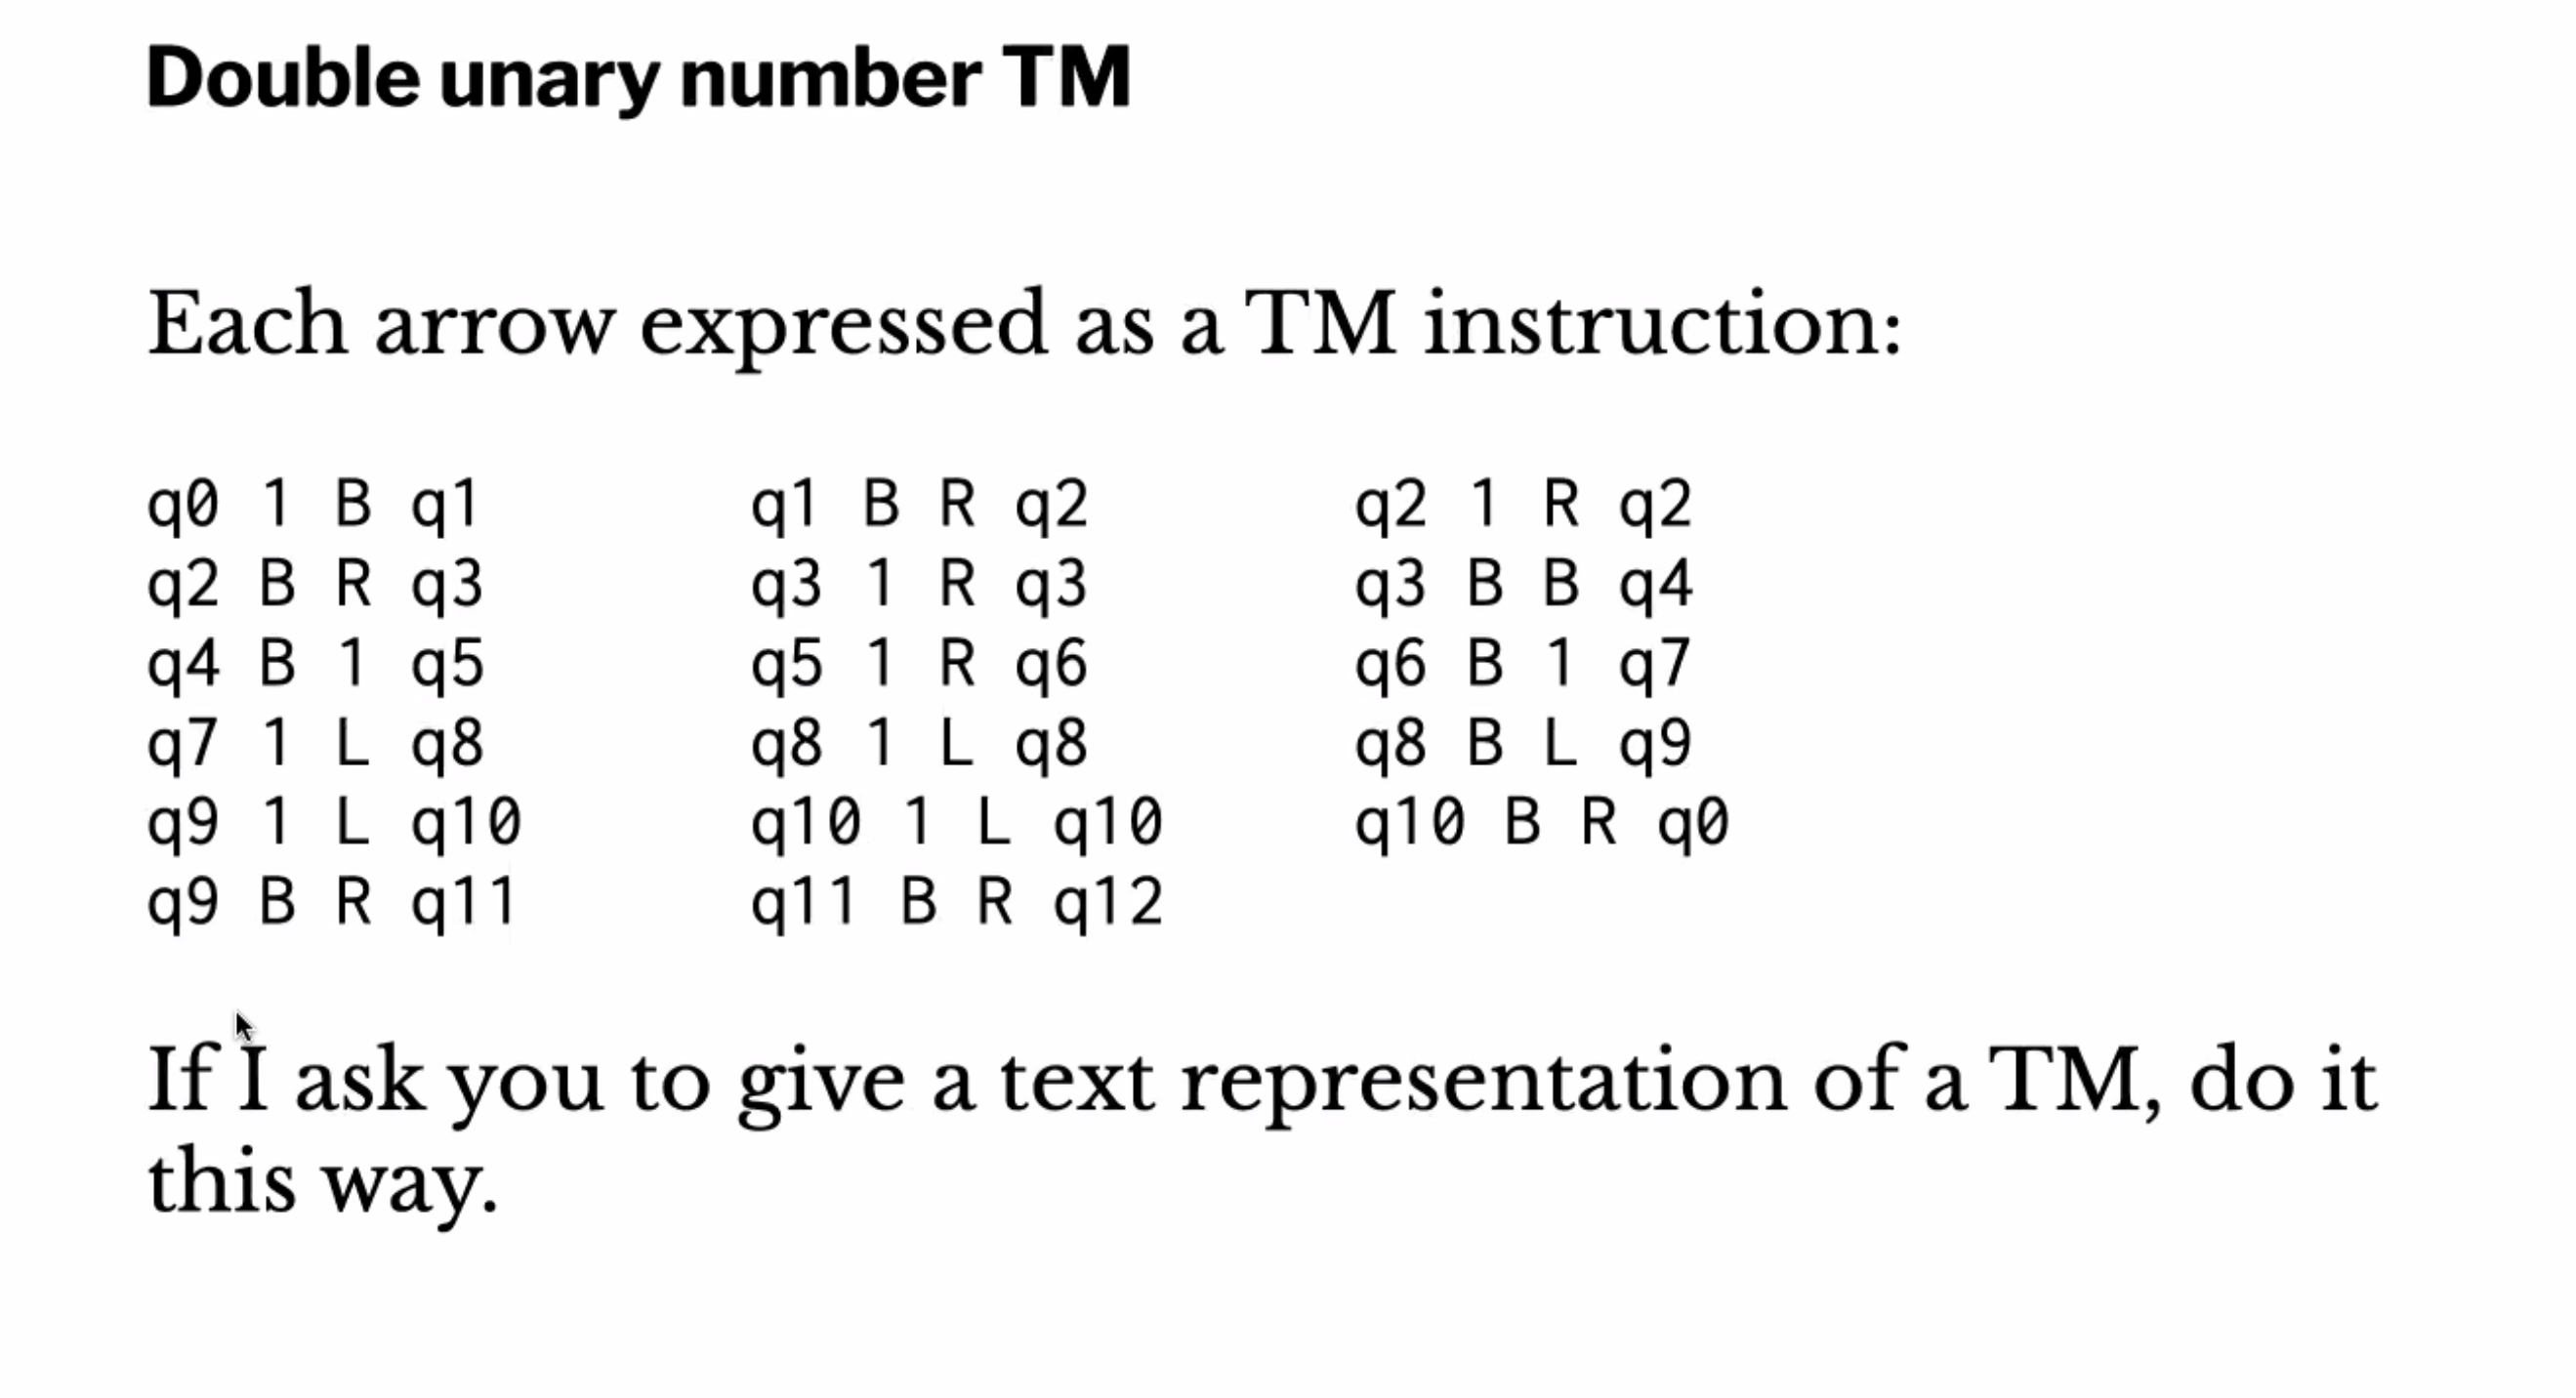 Double unary number TM
Each arrow expressed as a TM instruction:
q0 1 B q1 q1 B R q2 q2 1 R q2
q2 B R q3 q3 1 R q3 q3 B B q4
q4 B 1 q5 q5 1 R q6 q6 B 1 q7
q7 1 L q8 q8 1 L q8 q8 B L q9
q9 1 L q10 q10 1 L q10 q10 B R q0
q9 B R q11 q11 B R q12
If I ask you to give a text representation of a TM, do it
this way.